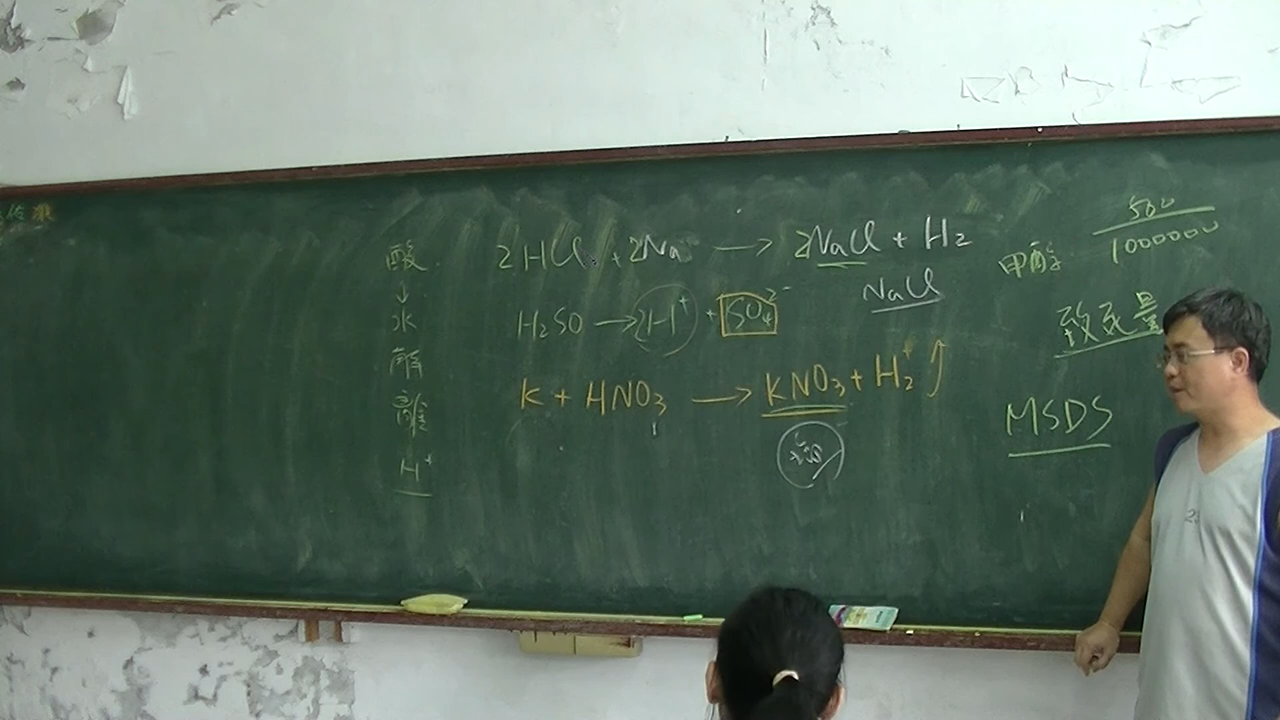 酸
↓
水
解
離
H⁺
2HCl + 2Na → 2NaCl + H₂
NaCl
H₂SO → 2H⁺ + SO₄²⁻
K + HNO₃ → KNO₃ + H₂⁺ ↑
甲醇 500/1000000
致死量
MSDS